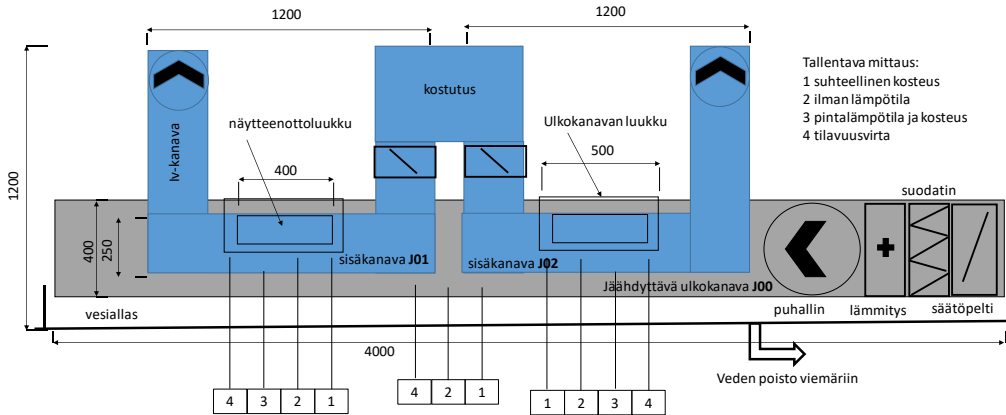 1200
1200
Tallentava mittaus:
1 suhteellinen kosteus
2 ilman lämpötila
3 pintalämpötila ja kosteus
4 tilavuusvirta
kostutus
näytteenottoluukku
Ulkokanavan luukku
Iv-kanava
400
500
suodatin
1200
400
250
sisäkanava J01
sisäkanava J02
Jäähdyttävä ulkokanava J00
vesiallas
puhallin
lämmitys
säätöpelti
4000
Veden poisto viemäriin
4 3 2 1
4 2 1
1 2 3 4